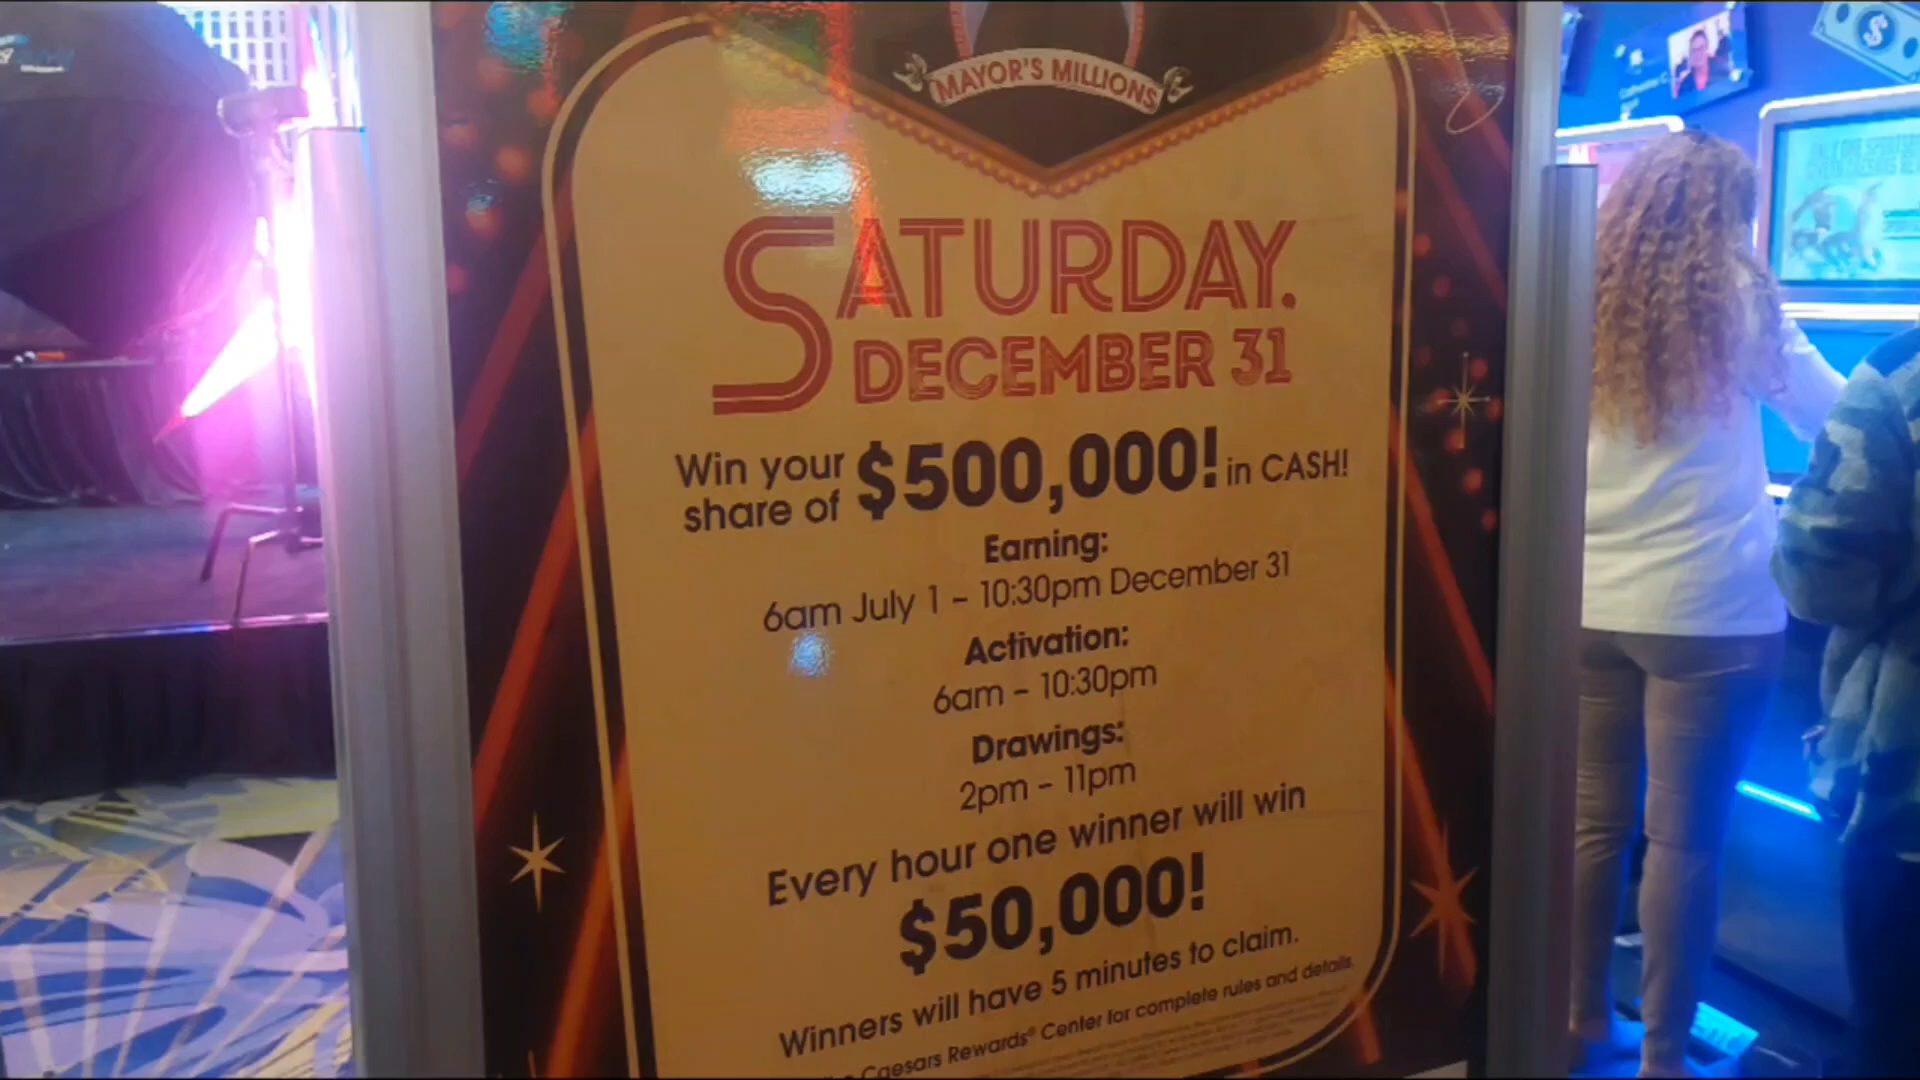 MAYOR'S MILLIONS
SATURDAY.
DECEMBER 31
Win your
share of $500,000! in CASH!
Earning:
6am July 1 – 10:30pm December 31
Activation:
6am – 10:30pm
Drawings:
2pm – 11pm
Every hour one winner will win
$50,000!
Winners will have 5 minutes to claim.
Caesars Rewards® Center for complete rules and details.